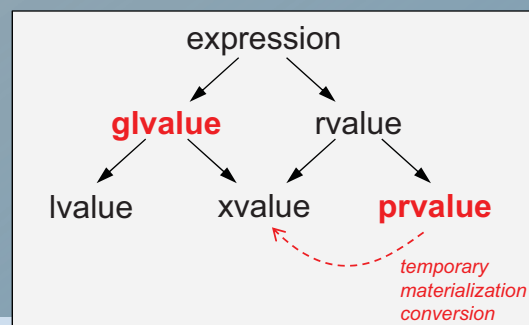 expression
glvalue rvalue
lvalue xvalue prvalue
temporary
materialization
conversion